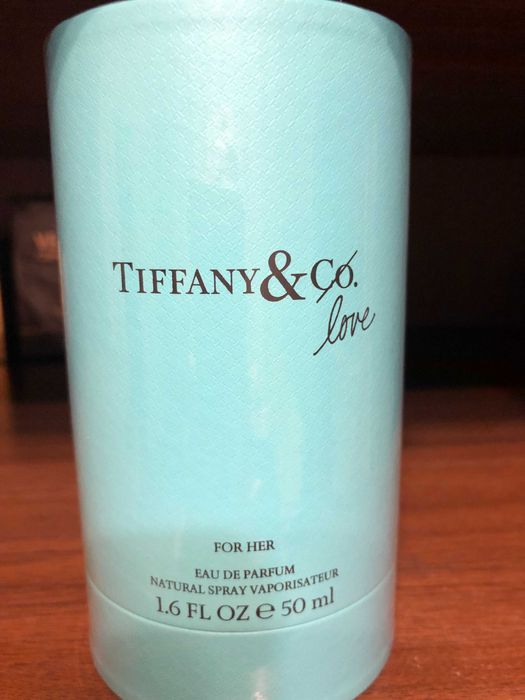 TIFFANY & Co.
love
FOR HER
EAU DE PARFUM
NATURAL SPRAY VAPORISATEUR
1.6 FL OZ ℮ 50 ml